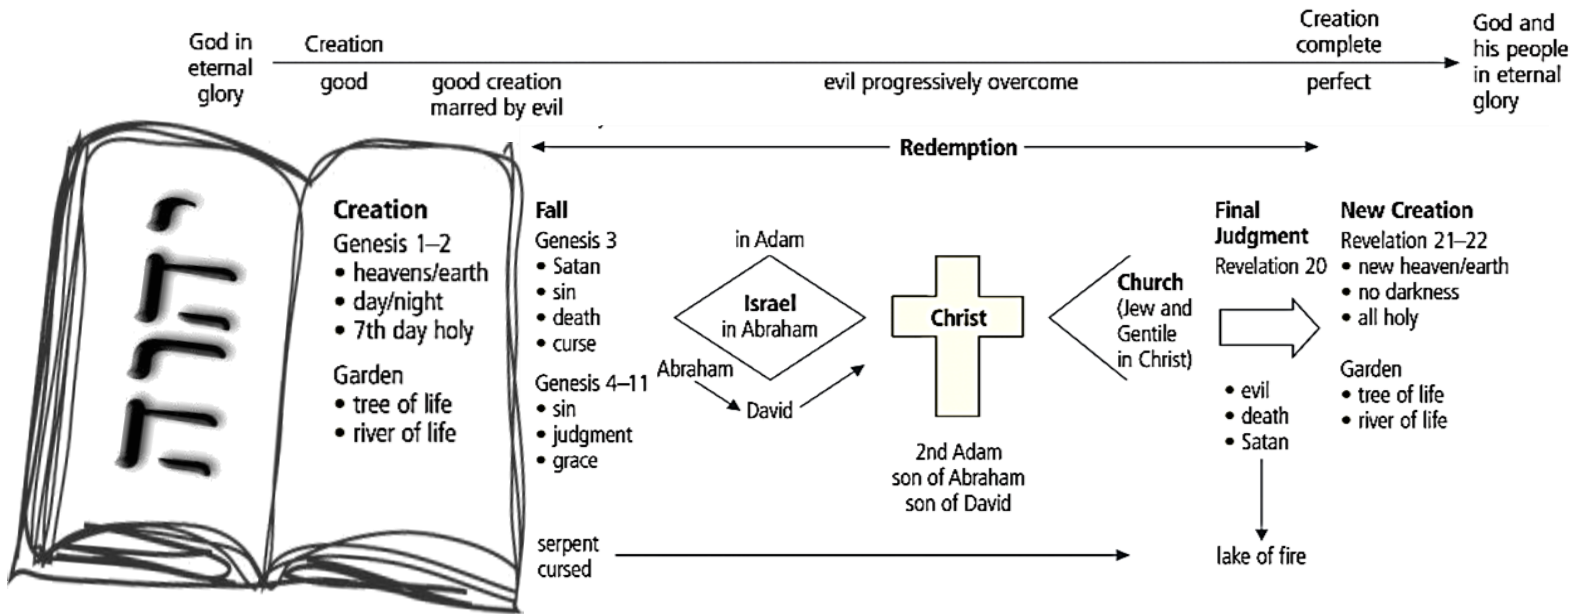 God in
eternal
glory
Creation
good
good creation
marred by evil
evil progressively overcome
Creation
complete
perfect
God and
his people
in eternal
glory
Redemption
יהוה
Creation
Genesis 1–2
• heavens/earth
• day/night
• 7th day holy
Garden
• tree of life
• river of life
Fall
Genesis 3
• Satan
• sin
• death
• curse
Genesis 4–11
• sin
• judgment
• grace
serpent
cursed
in Adam
Israel
in Abraham
Abraham
David
Christ
2nd Adam
son of Abraham
son of David
Church
(Jew and
Gentile
in Christ)
Final
Judgment
Revelation 20
• evil
• death
• Satan
lake of fire
New Creation
Revelation 21–22
• new heaven/earth
• no darkness
• all holy
Garden
• tree of life
• river of life